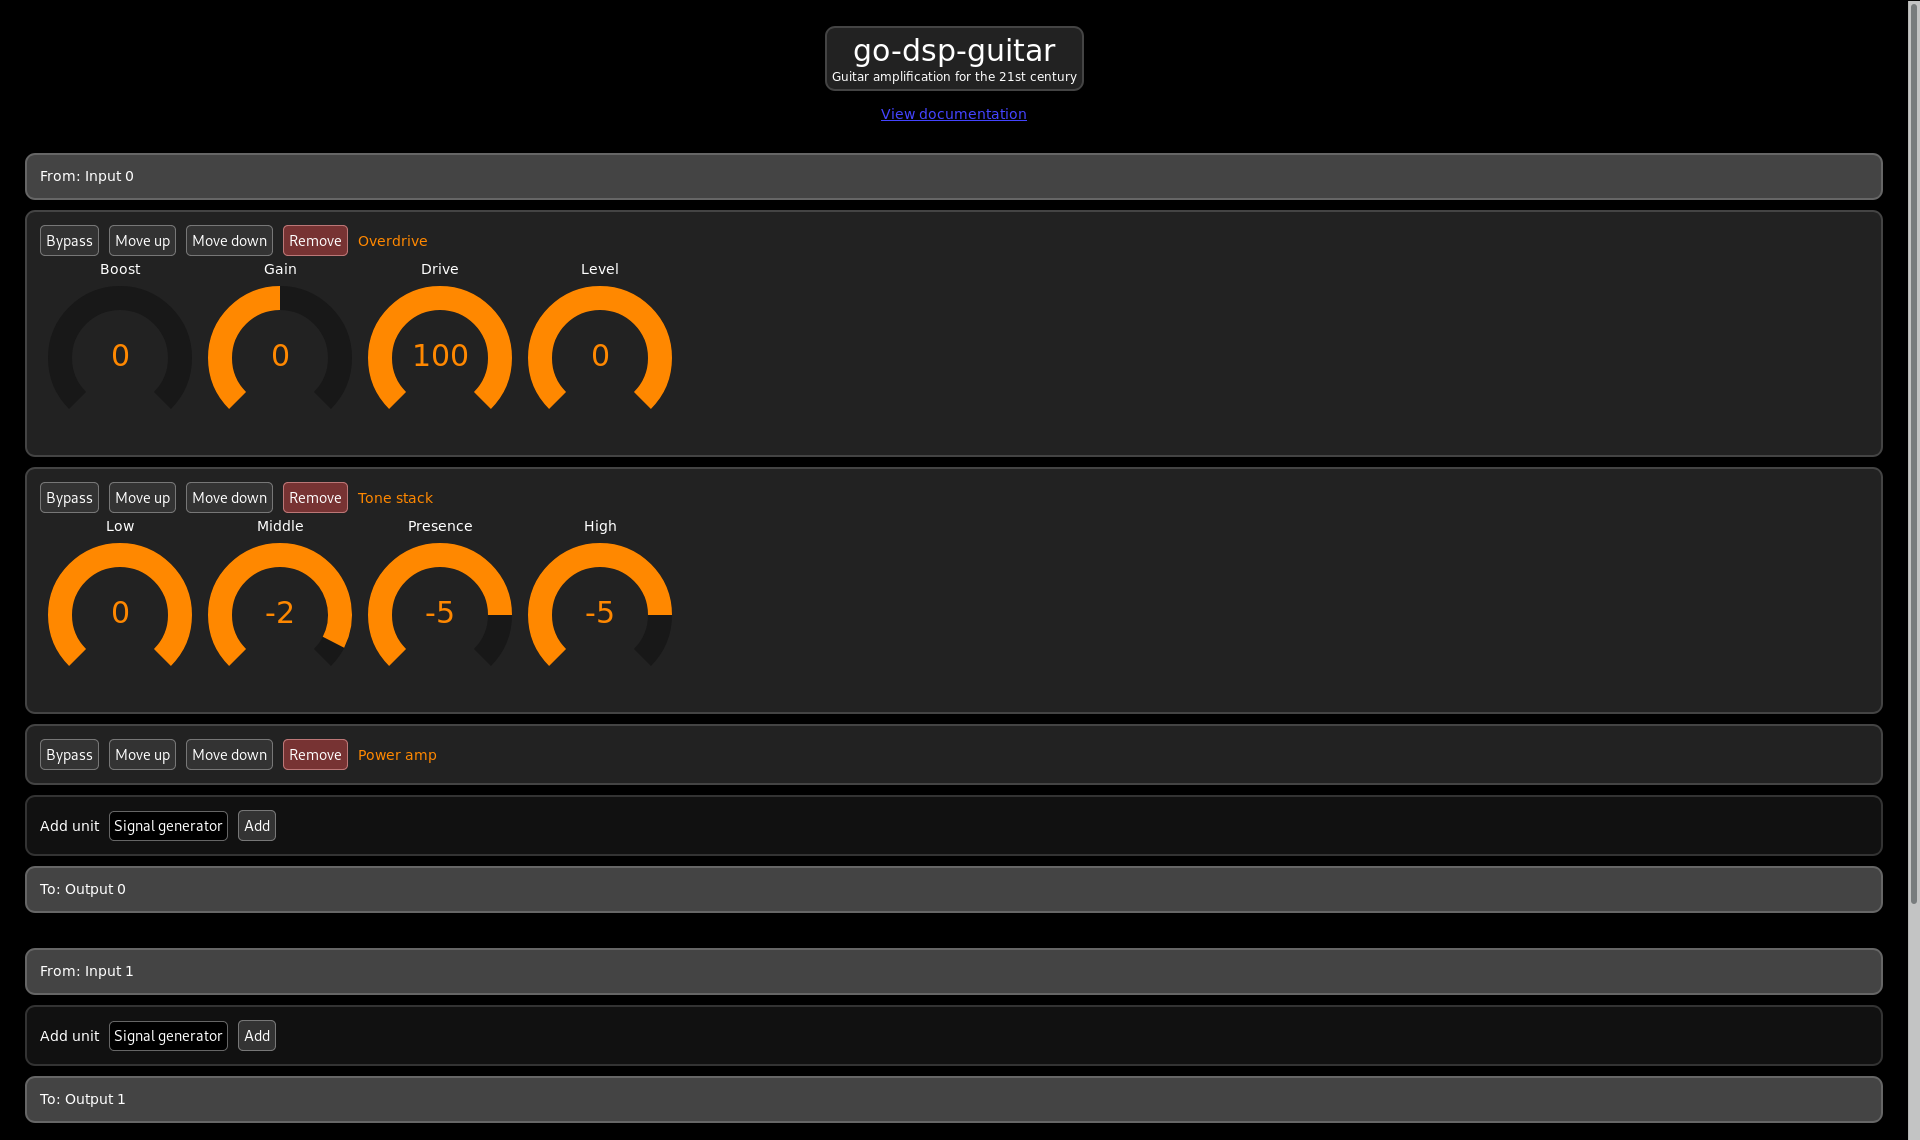 go-dsp-guitar
Guitar amplification for the 21st century
View documentation
From: Input 0
Bypass Move up Move down Remove Overdrive
Boost Gain Drive Level
0 0 100 0
Bypass Move up Move down Remove Tone stack
Low Middle Presence High
0 -2 -5 -5
Bypass Move up Move down Remove Power amp
Add unit Signal generator Add
To: Output 0
From: Input 1
Add unit Signal generator Add
To: Output 1